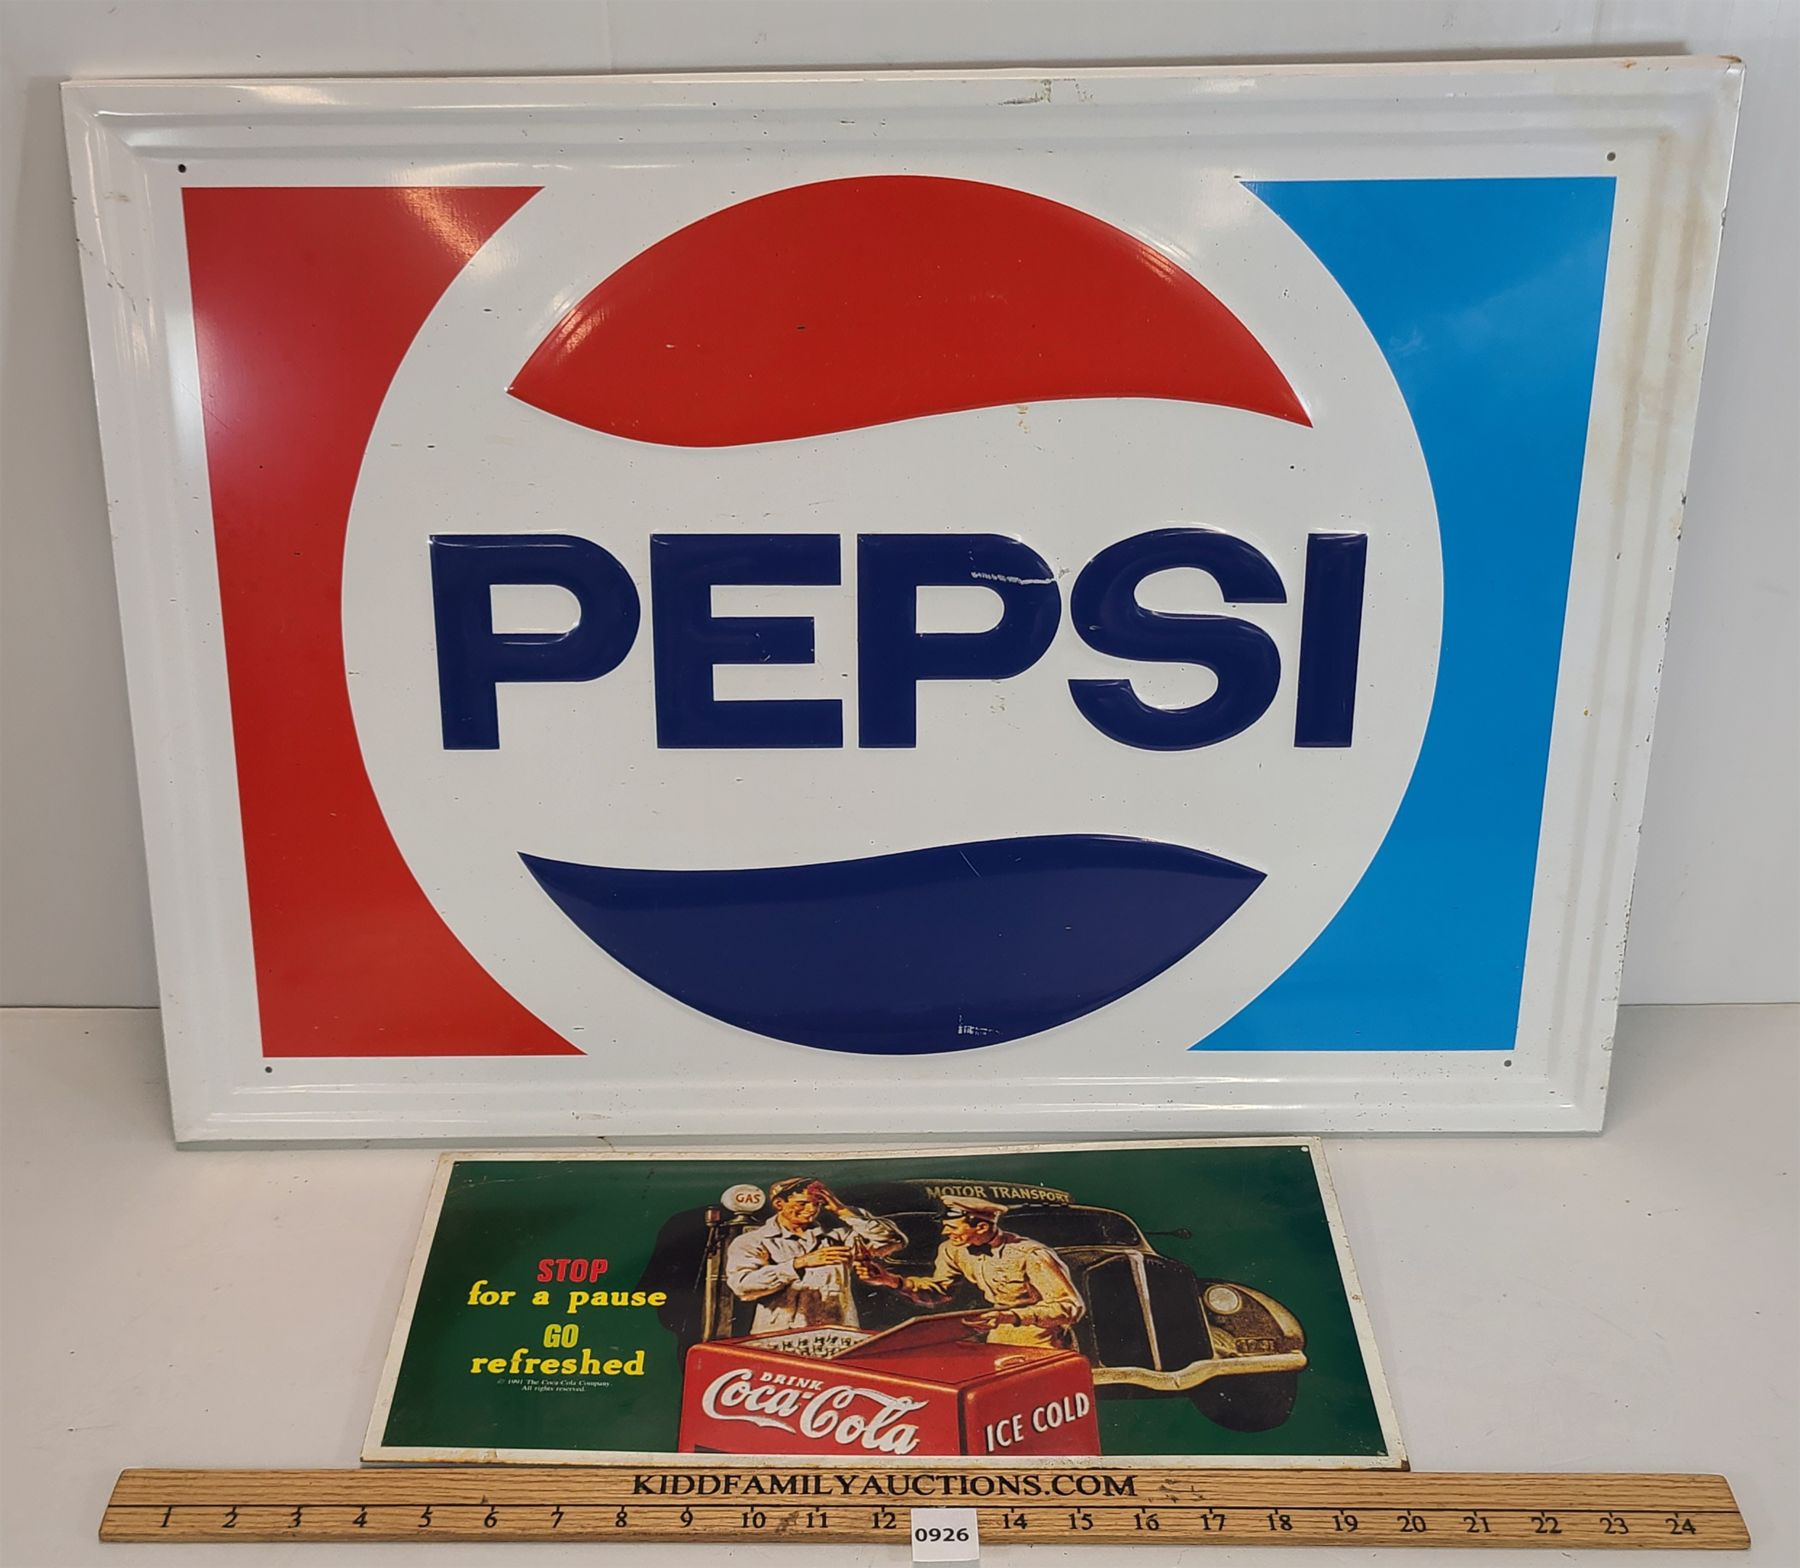 PEPSI
GAS
MOTOR TRANSPORT
STOP
for a pause
GO
refreshed
© 1991 The Coca-Cola Company.
All rights reserved.
DRINK
Coca-Cola
ICE COLD
KIDDFAMILYAUCTIONS.COM
1 2 3 4 5 6 7 8 9 10 11 12 14 15 16 17 18 19 20 21 22 23 24
0926